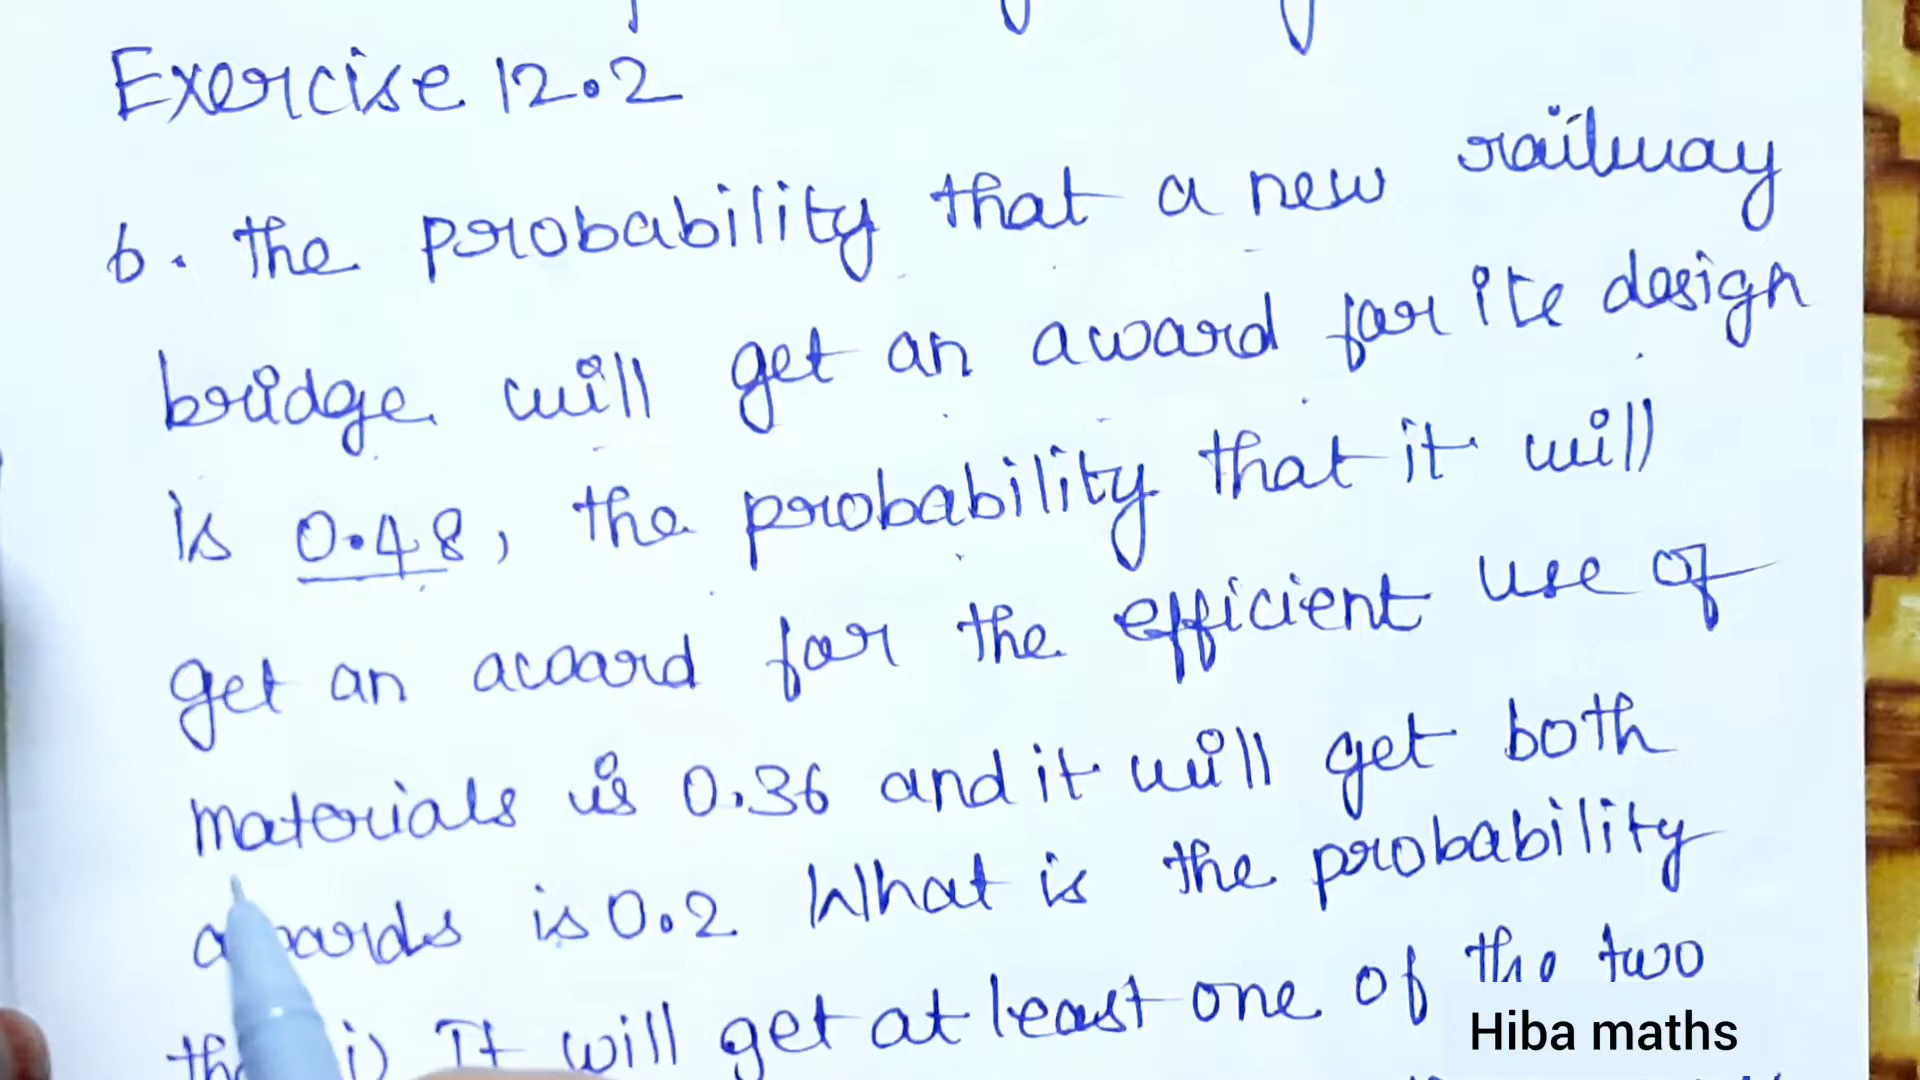 Exercise 12.2
6. the probability that a new railway
bridge will get an award for its design
is 0.48, the probability that it will
get an award for the efficient use of
materials is 0.36 and it will get both
awards is 0.2 What is the probability
i) It will get at least one of the two
Hiba maths